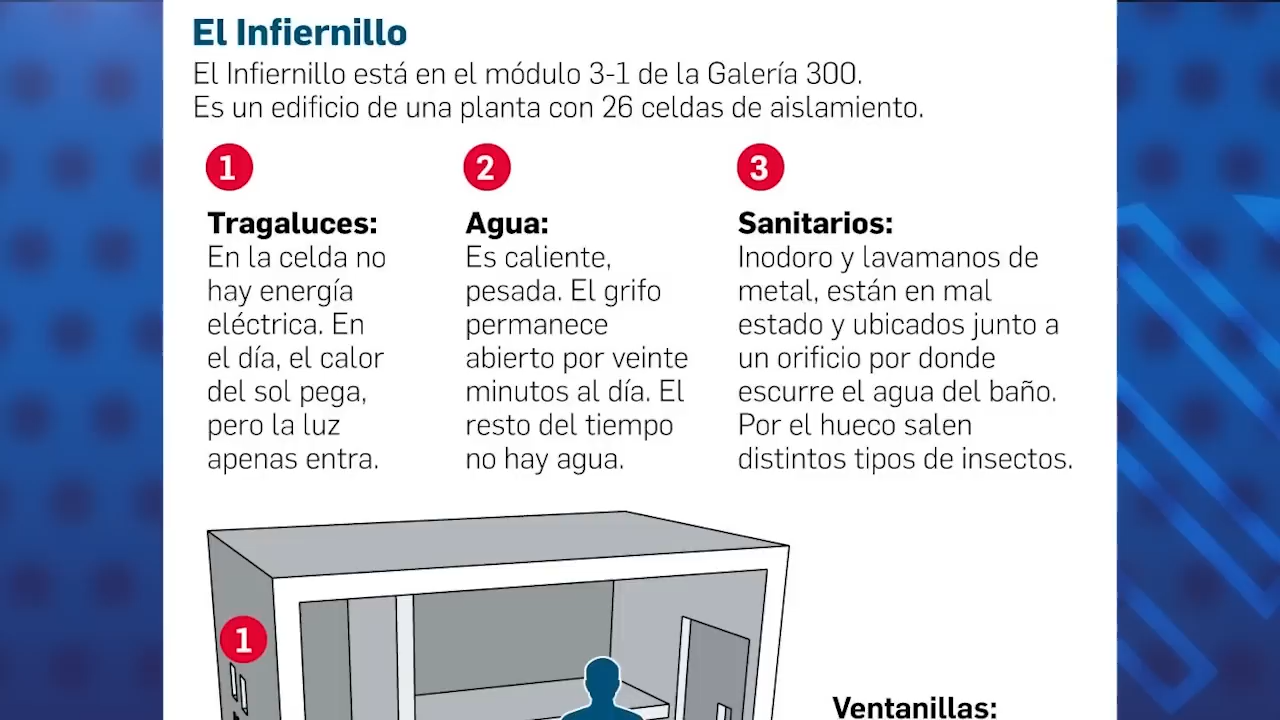 El Infiernillo
El Infiernillo está en el módulo 3-1 de la Galería 300.
Es un edificio de una planta con 26 celdas de aislamiento.
1
Tragaluces:
En la celda no
hay energía
eléctrica. En
el día, el calor
del sol pega,
pero la luz
apenas entra.
2
Agua:
Es caliente,
pesada. El grifo
permanece
abierto por veinte
minutos al día. El
resto del tiempo
no hay agua.
3
Sanitarios:
Inodoro y lavamanos de
metal, están en mal
estado y ubicados junto a
un orificio por donde
escurre el agua del baño.
Por el hueco salen
distintos tipos de insectos.
1
Ventanillas: